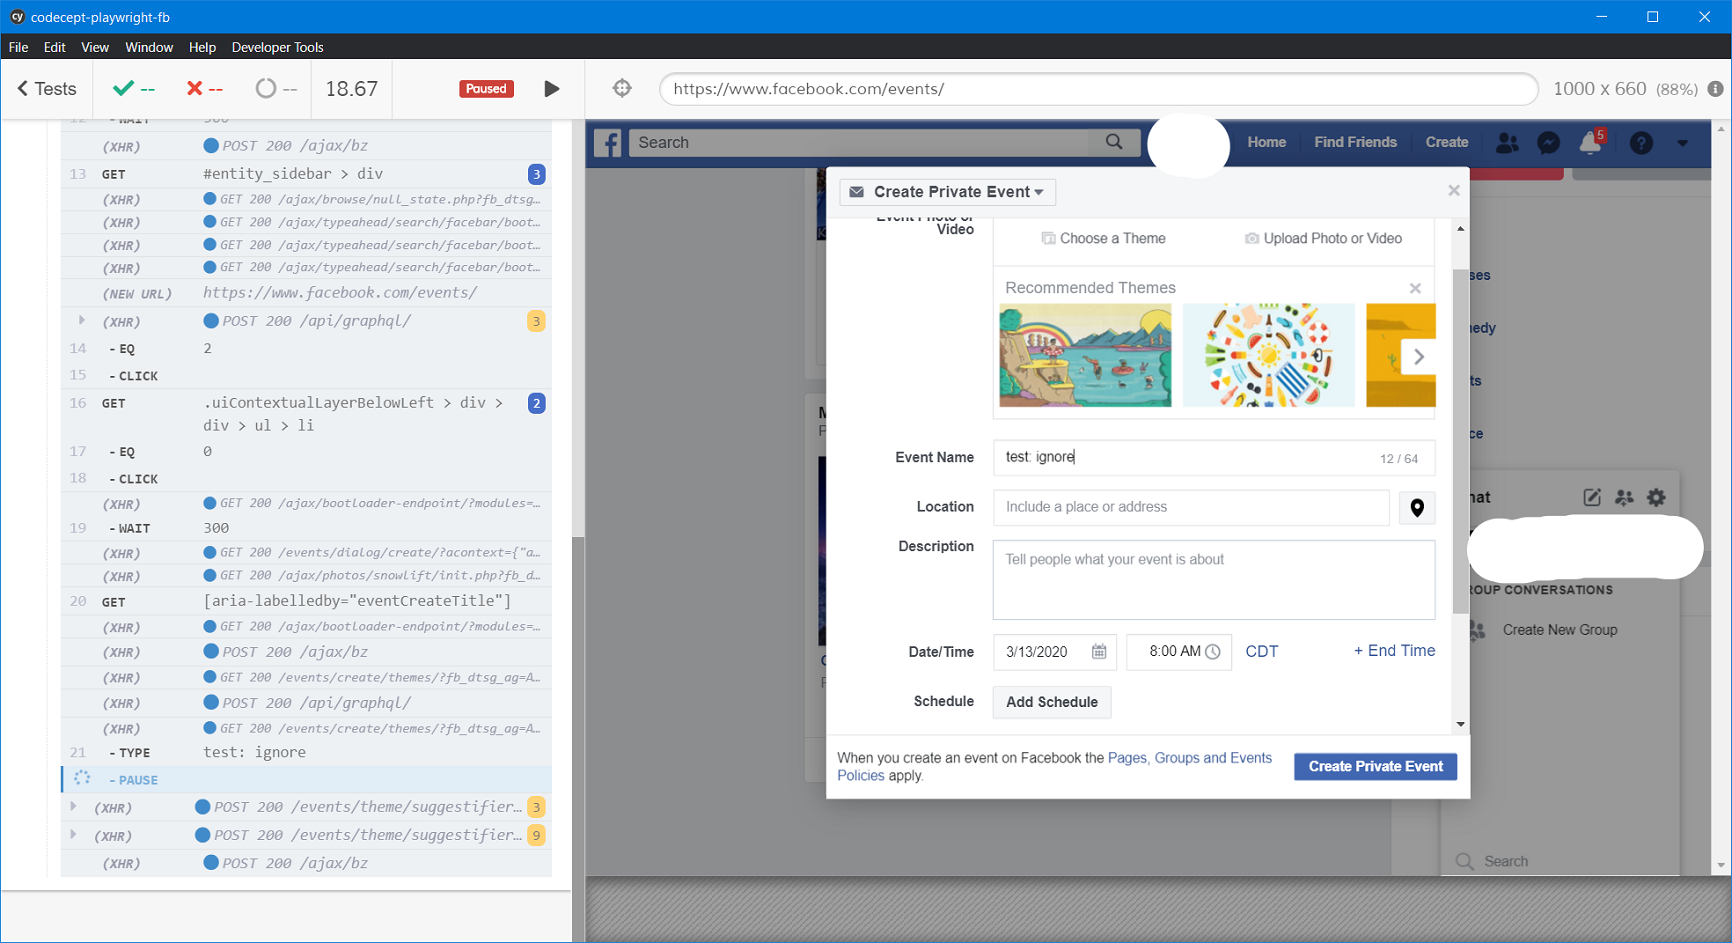 cy codecept-playwright-fb
File Edit View Window Help Developer Tools
Tests -- -- -- 18.67 Paused
https://www.facebook.com/events/ 1000 x 660 (88%)
12 - WAIT 300
(XHR) POST 200 /ajax/bz
13 GET #entity_sidebar > div 3
(XHR) GET 200 /ajax/browse/null_state.php?fb_dtsg…
(XHR) GET 200 /ajax/typeahead/search/facebar/boot…
(XHR) GET 200 /ajax/typeahead/search/facebar/boot…
(XHR) GET 200 /ajax/typeahead/search/facebar/boot…
(NEW URL) https://www.facebook.com/events/
(XHR) POST 200 /api/graphql/ 3
14 - EQ 2
15 - CLICK
16 GET .uiContextualLayerBelowLeft > div > 2
div > ul > li
17 - EQ 0
18 - CLICK
(XHR) GET 200 /ajax/bootloader-endpoint/?modules=…
19 - WAIT 300
(XHR) GET 200 /events/dialog/create/?acontext={"a…
(XHR) GET 200 /ajax/photos/snowlift/init.php?fb_d…
20 GET [aria-labelledby="eventCreateTitle"]
(XHR) GET 200 /ajax/bootloader-endpoint/?modules=…
(XHR) POST 200 /ajax/bz
(XHR) GET 200 /events/create/themes/?fb_dtsg_ag=A…
(XHR) POST 200 /api/graphql/
(XHR) GET 200 /events/create/themes/?fb_dtsg_ag=A…
21 - TYPE test: ignore
- PAUSE
(XHR) POST 200 /events/theme/suggestifier… 3
(XHR) POST 200 /events/theme/suggestifier… 9
(XHR) POST 200 /ajax/bz
Search Home Find Friends Create 5
Create Private Event
Event Photo or
Video
Choose a Theme Upload Photo or Video
Recommended Themes
Event Name test: ignore 12 / 64
Location Include a place or address
Description Tell people what your event is about
Date/Time 3/13/2020 8:00 AM CDT + End Time
Schedule Add Schedule
When you create an event on Facebook the Pages, Groups and Events
Policies apply.
Create Private Event
ses
nedy
ts
ce
hat
ROUP CONVERSATIONS
Create New Group
Search